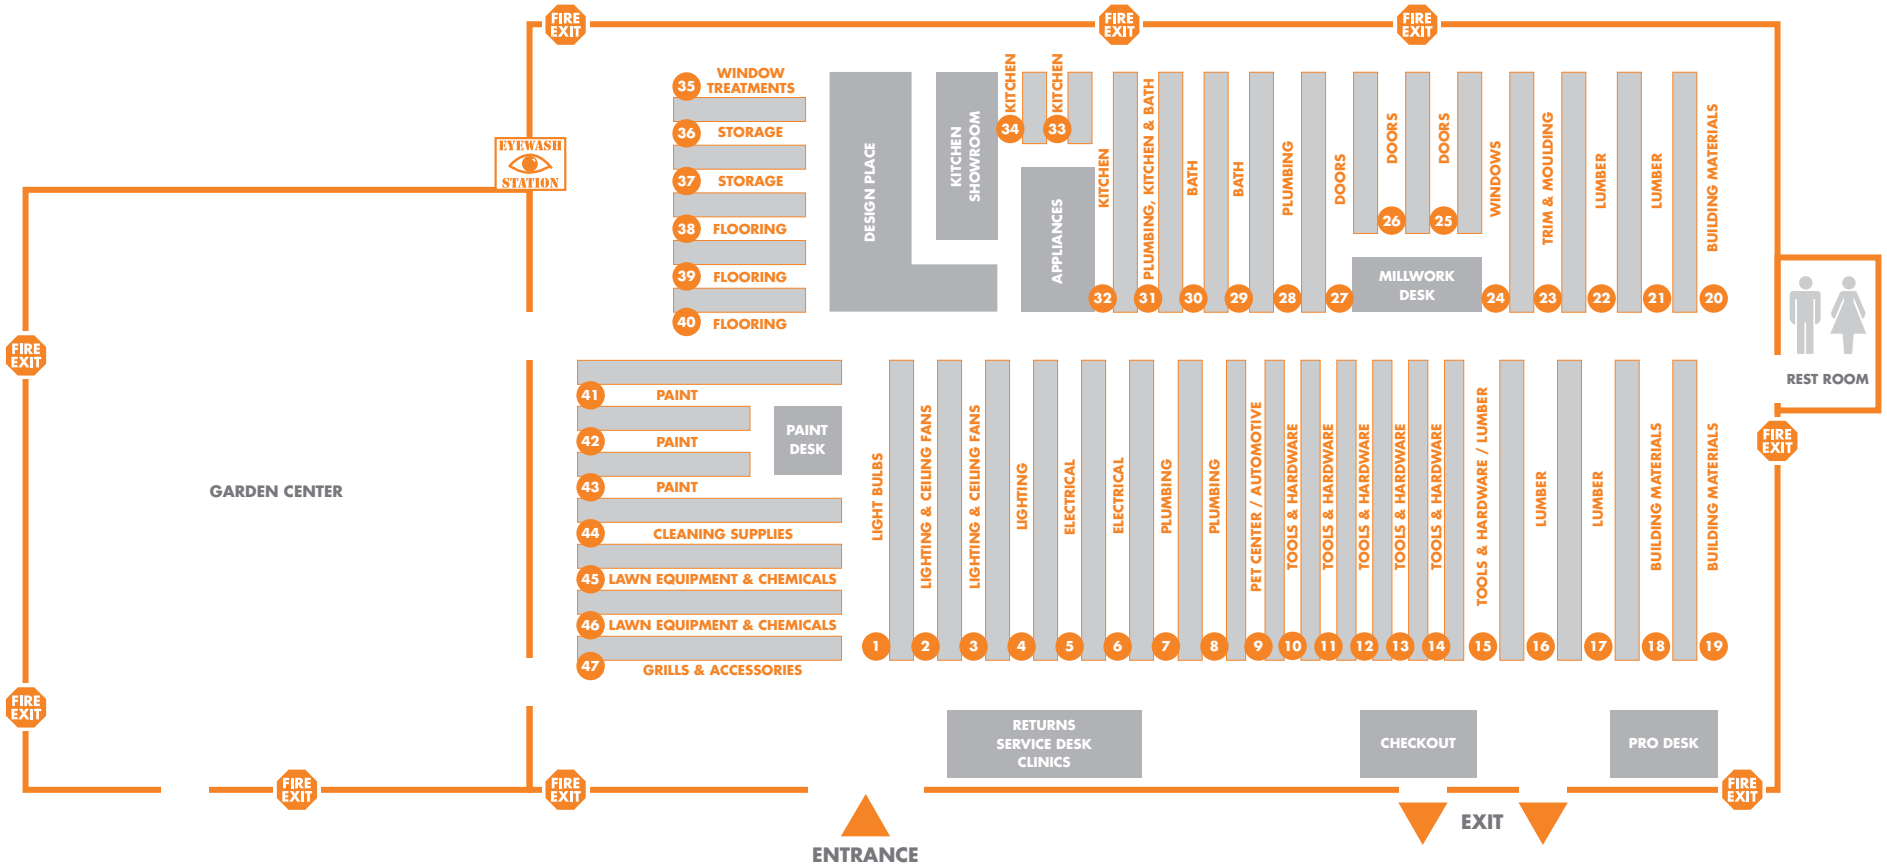 FIRE
EXIT
FIRE
EXIT
FIRE
EXIT
35 WINDOW
TREATMENTS
36 STORAGE
37 STORAGE
38 FLOORING
39 FLOORING
40 FLOORING
EYEWASH
STATION
DESIGN PLACE
KITCHEN
SHOWROOM
KITCHEN
34
KITCHEN
33
APPLIANCES
KITCHEN
32
PLUMBING, KITCHEN & BATH
31
BATH
30
BATH
29
PLUMBING
28
DOORS
27
DOORS
26
DOORS
25
MILLWORK
DESK
WINDOWS
24
TRIM & MOULDING
23
LUMBER
22
LUMBER
21
BUILDING MATERIALS
20
REST ROOM
FIRE
EXIT
FIRE
EXIT
GARDEN CENTER
41 PAINT
42 PAINT
43 PAINT
PAINT
DESK
44 CLEANING SUPPLIES
45 LAWN EQUIPMENT & CHEMICALS
46 LAWN EQUIPMENT & CHEMICALS
47 GRILLS & ACCESSORIES
LIGHT BULBS
1
LIGHTING & CEILING FANS
2
LIGHTING & CEILING FANS
3
LIGHTING
4
ELECTRICAL
5
ELECTRICAL
6
PLUMBING
7
PLUMBING
8
PET CENTER / AUTOMOTIVE
9
TOOLS & HARDWARE
10
TOOLS & HARDWARE
11
TOOLS & HARDWARE
12
TOOLS & HARDWARE
13
TOOLS & HARDWARE
14
TOOLS & HARDWARE / LUMBER
15
LUMBER
16
LUMBER
17
BUILDING MATERIALS
18
BUILDING MATERIALS
19
FIRE
EXIT
RETURNS
SERVICE DESK
CLINICS
CHECKOUT
PRO DESK
FIRE
EXIT
FIRE
EXIT
FIRE
EXIT
ENTRANCE
EXIT